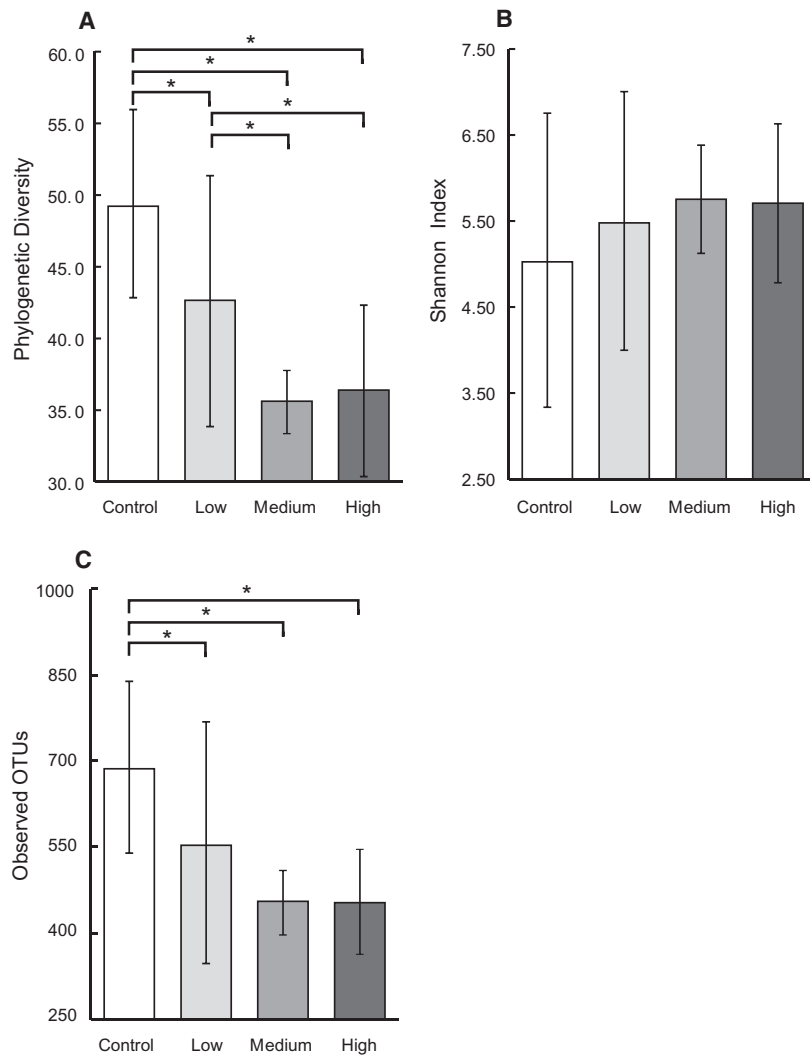 A
60. 0
55. 0
50. 0
45. 0
40. 0
35. 0
30. 0
Phylogenetic Diversity
* * * * *
Control Low Medium High
B
7.50
6.50
5.50
4.50
3.50
2.50
Shannon Index
Control Low Medium High
C
1000
850
700
550
400
250
Observed OTUs
* * *
Control Low Medium High